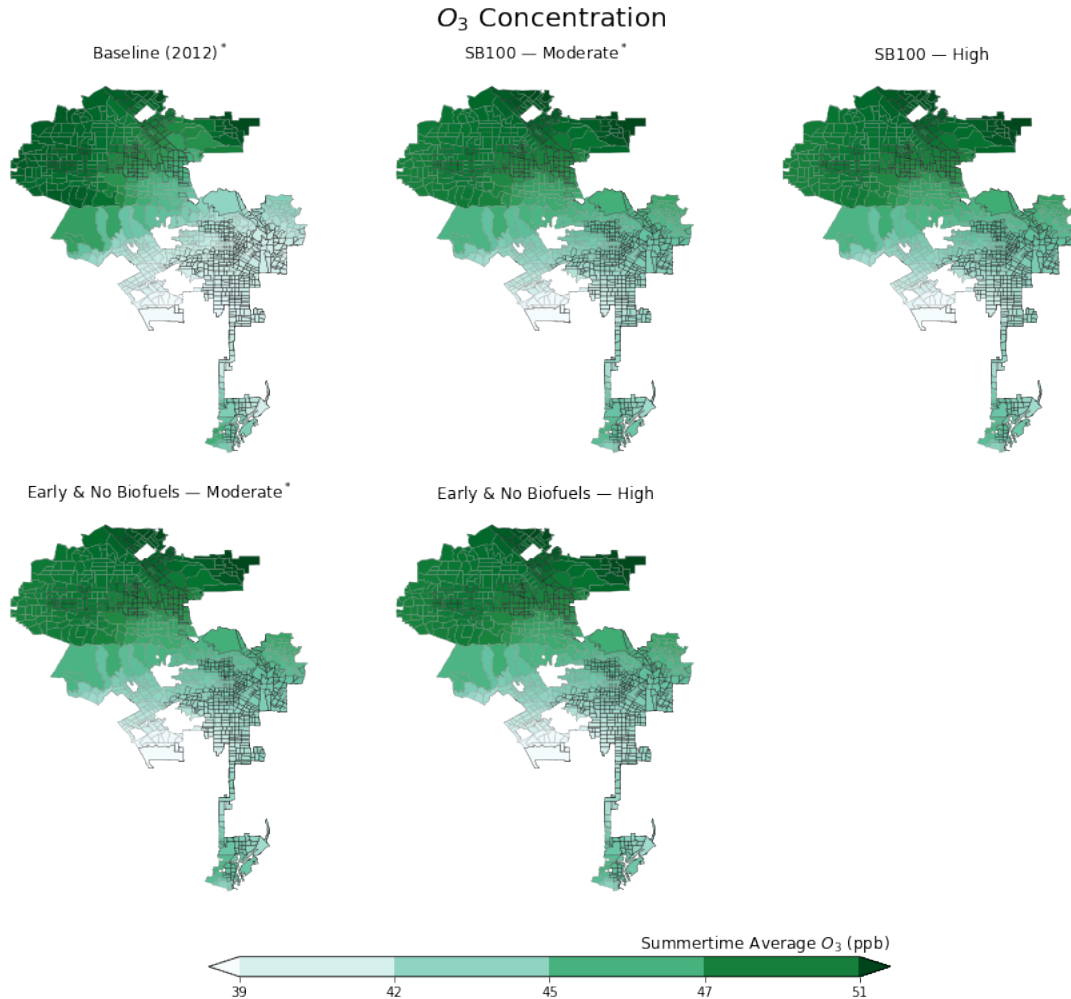 O₃ Concentration
Baseline (2012)*
SB100 — Moderate*
SB100 — High
Early & No Biofuels — Moderate*
Early & No Biofuels — High
Summertime Average O₃ (ppb)
39 42 45 47 51